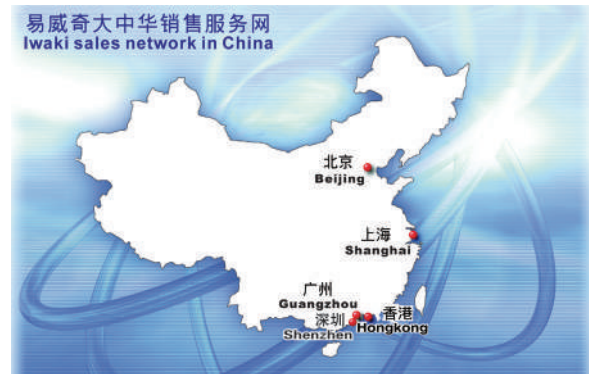 易威奇大中华销售服务网
Iwaki sales network in China
北京
Beijing
上海
Shanghai
广州
Guangzhou
深圳
Shenzhen
香港
Hongkong